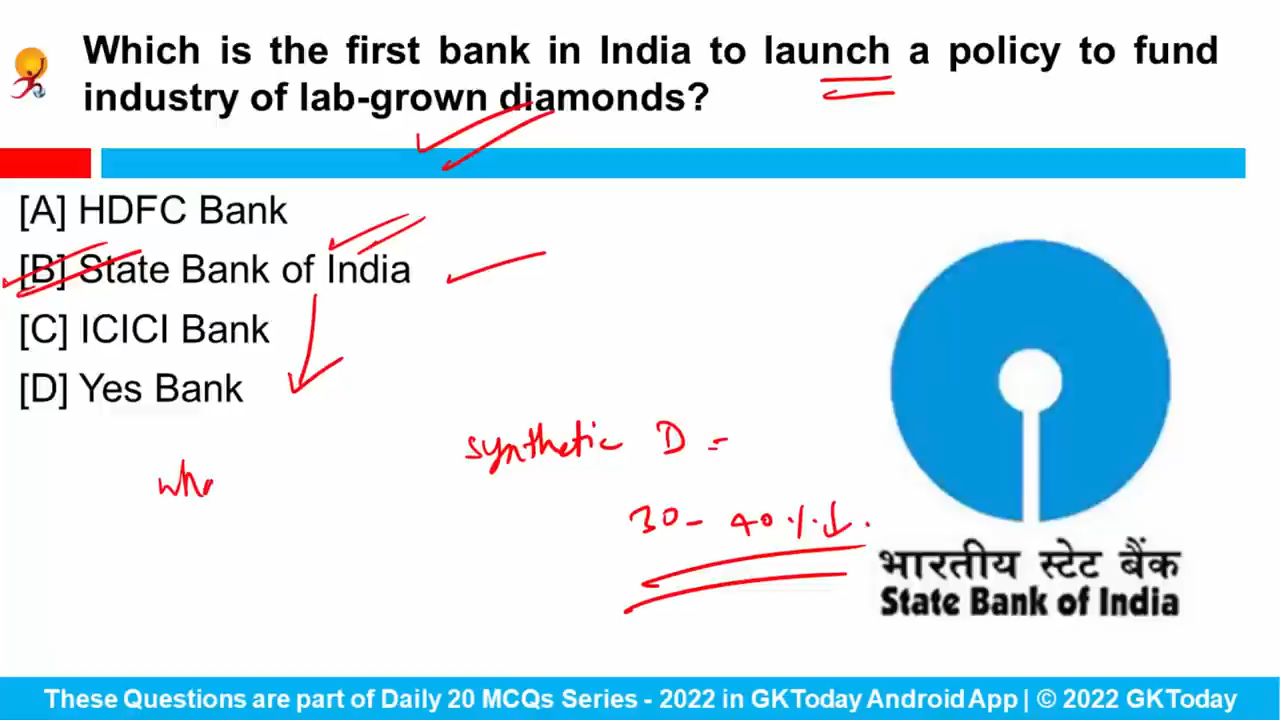 Which is the first bank in India to launch a policy to fund
industry of lab-grown diamonds?
[A] HDFC Bank
[B] State Bank of India
[C] ICICI Bank
[D] Yes Bank
synthetic D =
whe
30- 40%↓.
भारतीय स्टेट बैंक
State Bank of India
These Questions are part of Daily 20 MCQs Series - 2022 in GKToday Android App | © 2022 GKToday